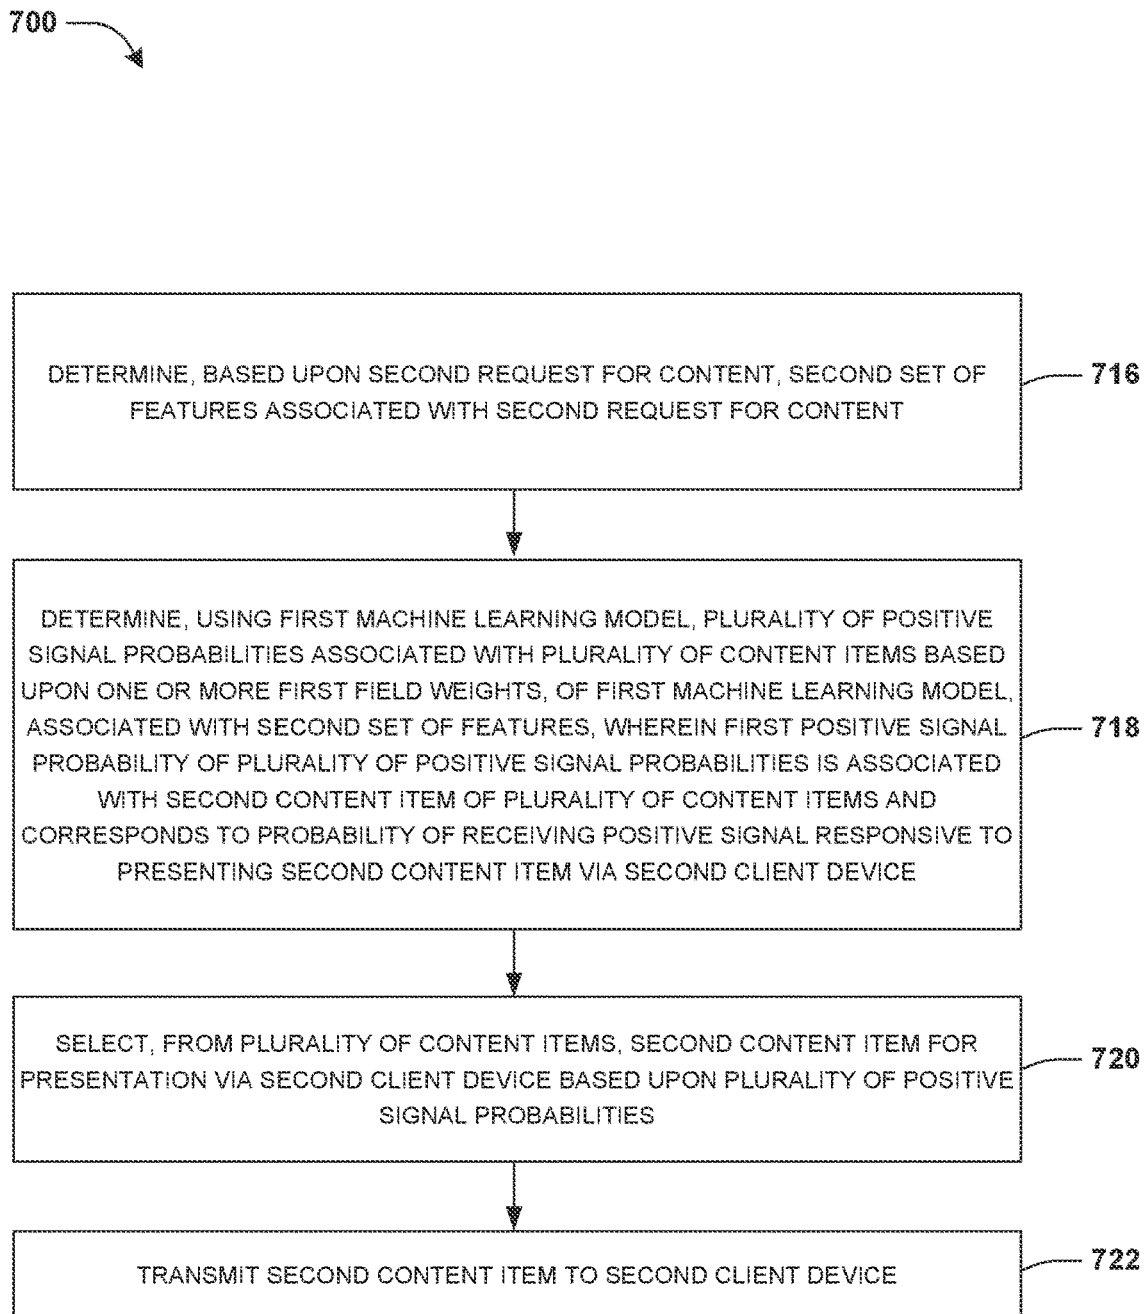 700
DETERMINE, BASED UPON SECOND REQUEST FOR CONTENT, SECOND SET OF
FEATURES ASSOCIATED WITH SECOND REQUEST FOR CONTENT
716
DETERMINE, USING FIRST MACHINE LEARNING MODEL, PLURALITY OF POSITIVE
SIGNAL PROBABILITIES ASSOCIATED WITH PLURALITY OF CONTENT ITEMS BASED
UPON ONE OR MORE FIRST FIELD WEIGHTS, OF FIRST MACHINE LEARNING MODEL,
ASSOCIATED WITH SECOND SET OF FEATURES, WHEREIN FIRST POSITIVE SIGNAL
PROBABILITY OF PLURALITY OF POSITIVE SIGNAL PROBABILITIES IS ASSOCIATED
WITH SECOND CONTENT ITEM OF PLURALITY OF CONTENT ITEMS AND
CORRESPONDS TO PROBABILITY OF RECEIVING POSITIVE SIGNAL RESPONSIVE TO
PRESENTING SECOND CONTENT ITEM VIA SECOND CLIENT DEVICE
718
SELECT, FROM PLURALITY OF CONTENT ITEMS, SECOND CONTENT ITEM FOR
PRESENTATION VIA SECOND CLIENT DEVICE BASED UPON PLURALITY OF POSITIVE
SIGNAL PROBABILITIES
720
TRANSMIT SECOND CONTENT ITEM TO SECOND CLIENT DEVICE
722